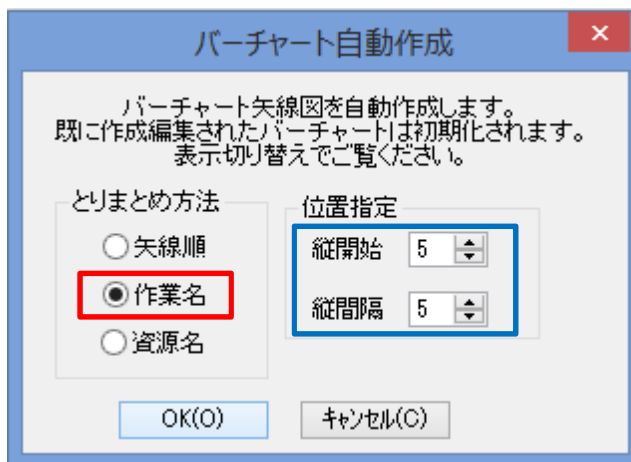 バーチャート自動作成
バーチャート矢線図を自動作成します。
既に作成編集されたバーチャートは初期化されます。
表示切り替えでご覧ください。
とりまとめ方法
矢線順
作業名
資源名
位置指定
縦開始 5
縦間隔 5
OK(O)
キャンセル(C)